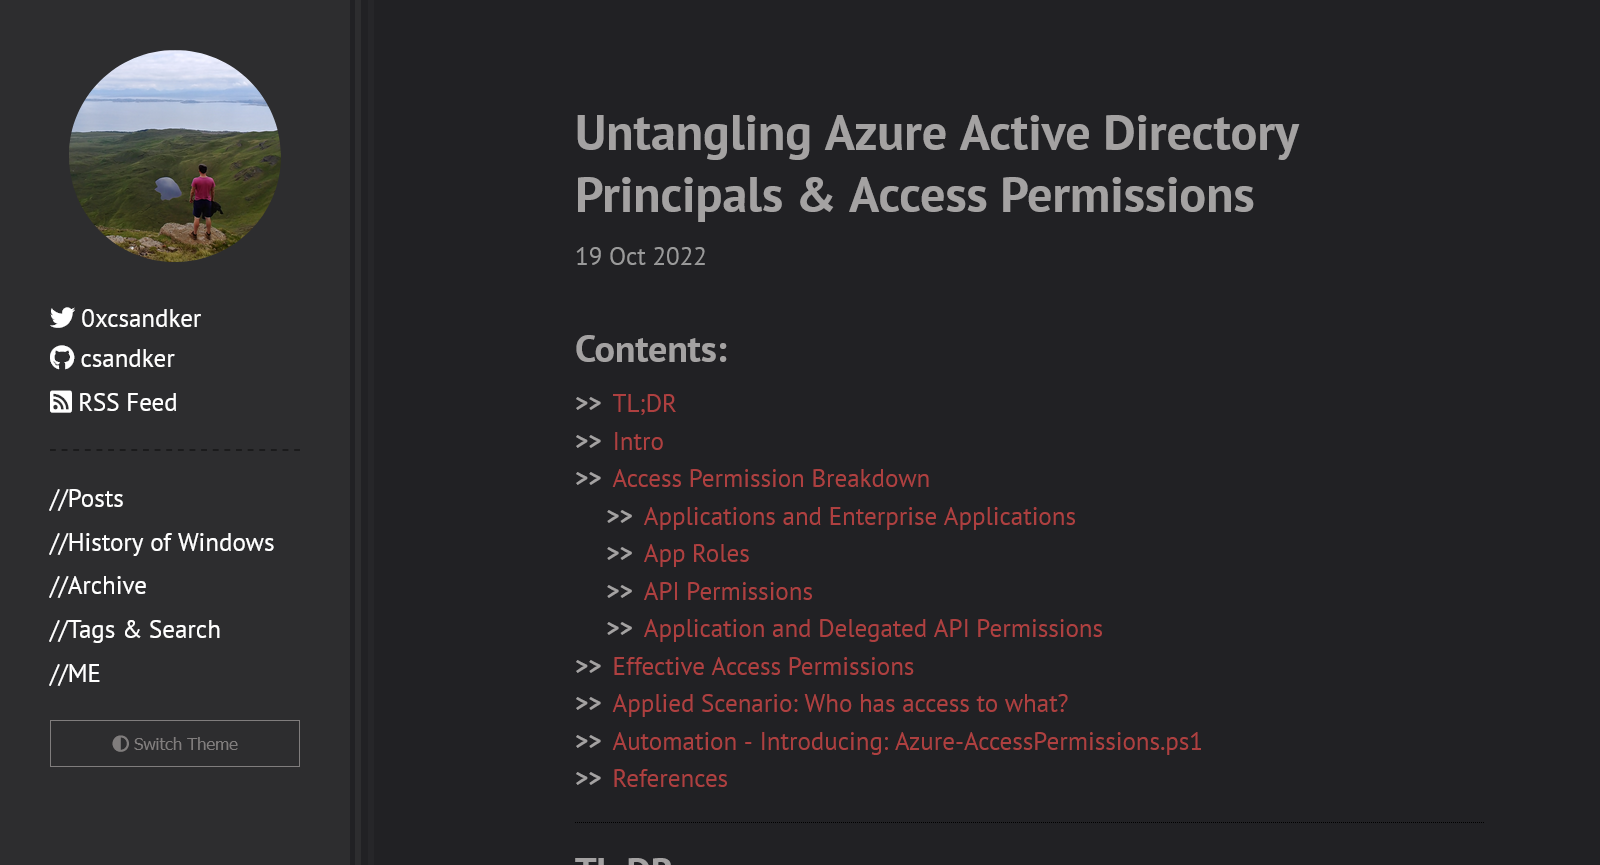 0xcsandker
csandker
RSS Feed
//Posts
//History of Windows
//Archive
//Tags & Search
//ME
Switch Theme
Untangling Azure Active Directory
Principals & Access Permissions
19 Oct 2022
Contents:
>> TL;DR
>> Intro
>> Access Permission Breakdown
>> Applications and Enterprise Applications
>> App Roles
>> API Permissions
>> Application and Delegated API Permissions
>> Effective Access Permissions
>> Applied Scenario: Who has access to what?
>> Automation - Introducing: Azure-AccessPermissions.ps1
>> References
TL;DR